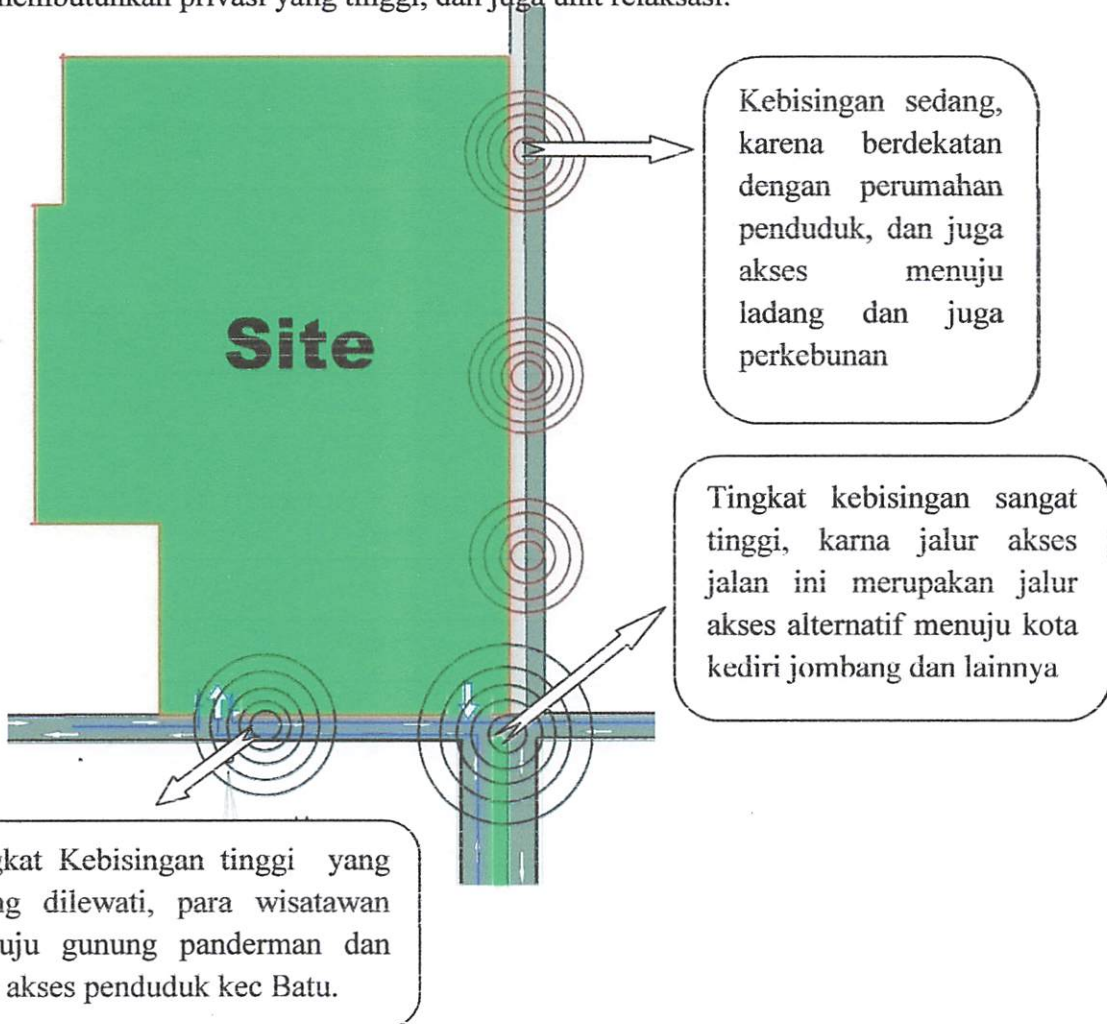 membutuhkan privasi yang tinggi, dan juga unit relaksasi.
Kebisingan sedang,
karena berdekatan
dengan perumahan
penduduk, dan juga
akses menuju
ladang dan juga
perkebunan
Site
Tingkat kebisingan sangat
tinggi, karna jalur akses
jalan ini merupakan jalur
akses alternatif menuju kota
kediri jombang dan lainnya
Kebisingan tinggi yang
dilewati, para wisatawan
gunung panderman dan
akses penduduk kec Batu.